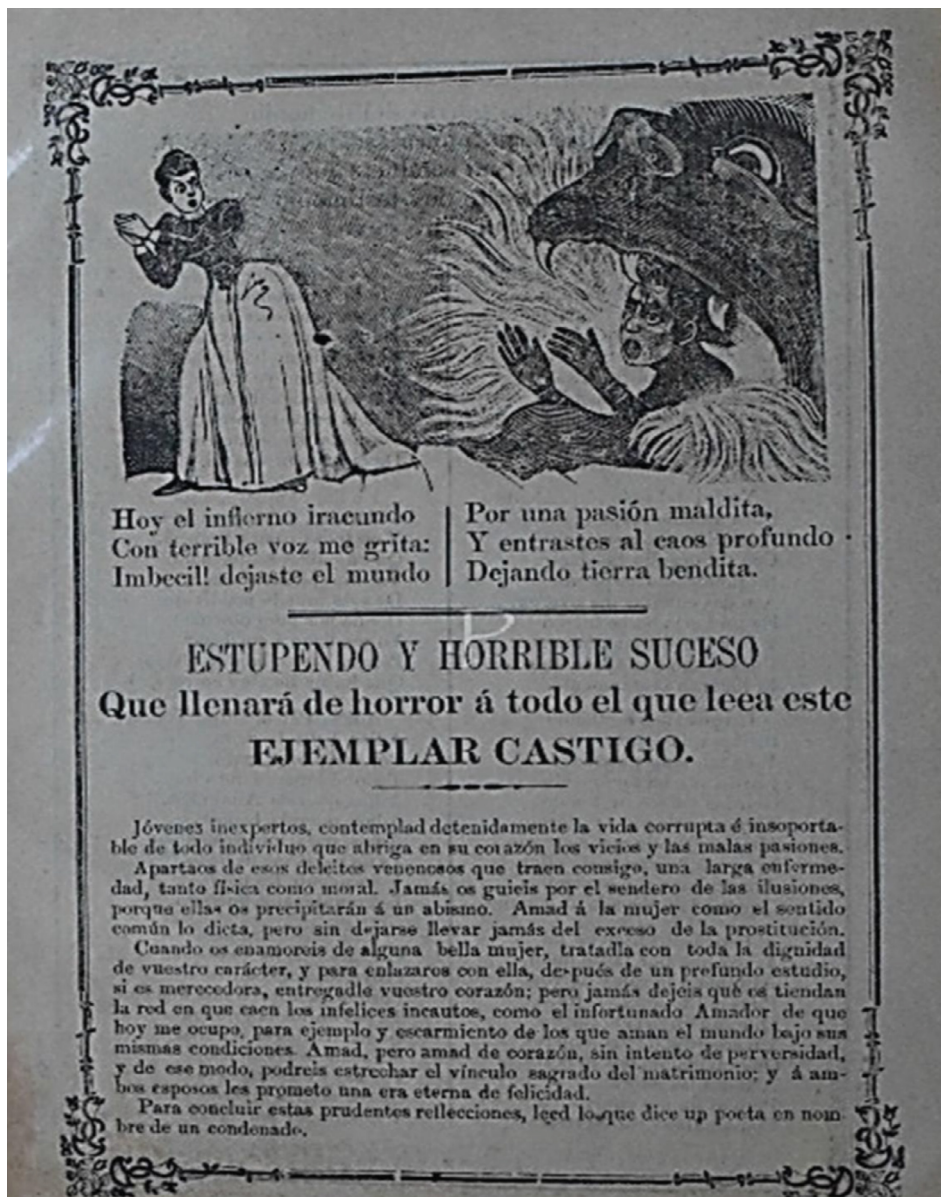 Hoy el infierno iracundo
Con terrible voz me grita:
Imbecil! dejaste el mundo
Por una pasión maldita,
Y entrastes al caos profundo
Dejando tierra bendita.
ESTUPENDO Y HORRIBLE SUCESO
Que llenará de horror á todo el que leea este
EJEMPLAR CASTIGO.
Jóvenes inexpertos, contemplad detenidamente la vida corrupta é insoporta-
ble de todo individuo que abriga en su corazón los vicios y las malas pasiones.
Apartaos de esos deleites venenosos que traen consigo, una larga enferme-
dad, tanto física como moral. Jamás os guieis por el sendero de las ilusiones,
porque ellas os precipitarán á un abismo. Amad á la mujer como el sentido
común lo dicta, pero sin dejarse llevar jamás del exceso de la prostitución.
Cuando os enamoreis de alguna bella mujer, tratadla con toda la dignidad
de vuestro carácter, y para enlazaros con ella, después de un profundo estudio,
si es merecedora, entregadle vuestro corazón; pero jamás dejeis que os tiendan
la red en que caen los infelices incautos, como el infortunado Amador de que
hoy me ocupo, para ejemplo y escarmiento de los que aman el mundo bajo sus
mismas condiciones. Amad, pero amad de corazón, sin intento de perversidad,
y de ese modo, podreis estrechar el vínculo sagrado del matrimonio; y á am-
bos esposos les prometo una era eterna de felicidad.
Para concluir estas prudentes reflecciones, leed lo que dice un poeta en nom-
bre de un condenado.